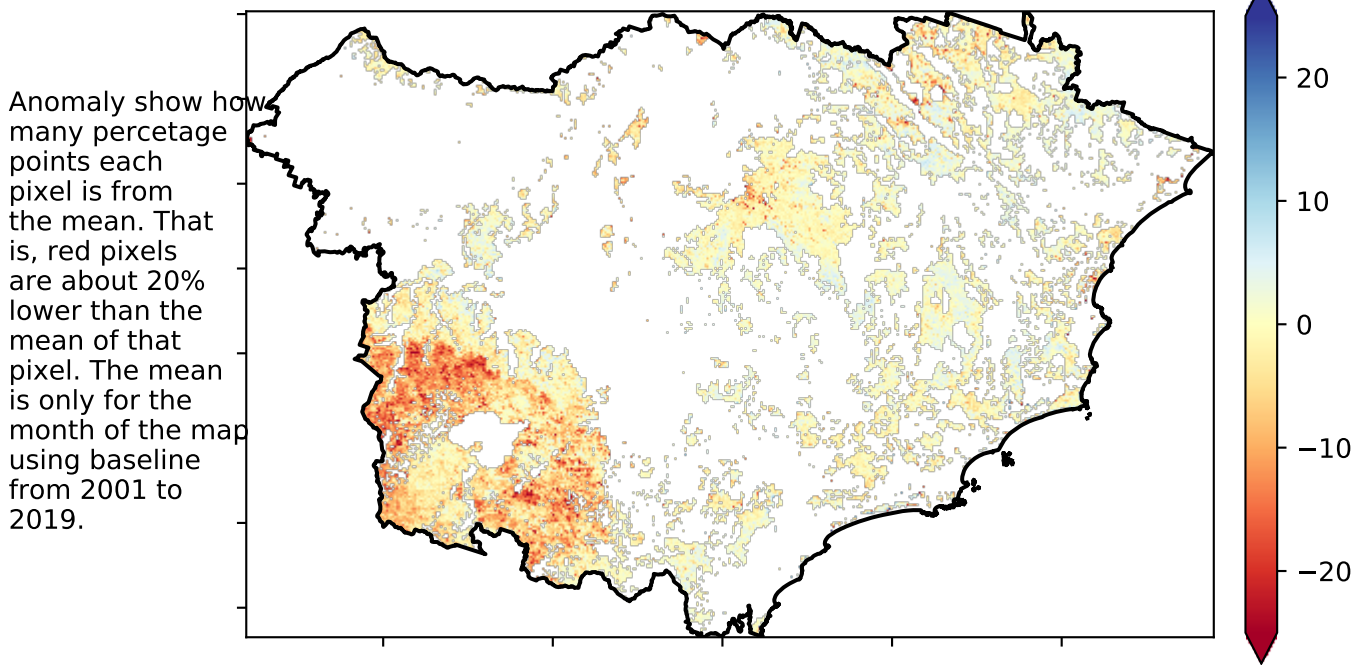 Anomaly show how
many percetage
points each
pixel is from
the mean. That
is, red pixels
are about 20%
lower than the
mean of that
pixel. The mean
is only for the
month of the map
using baseline
from 2001 to
2019.
20
10
0
−10
−20